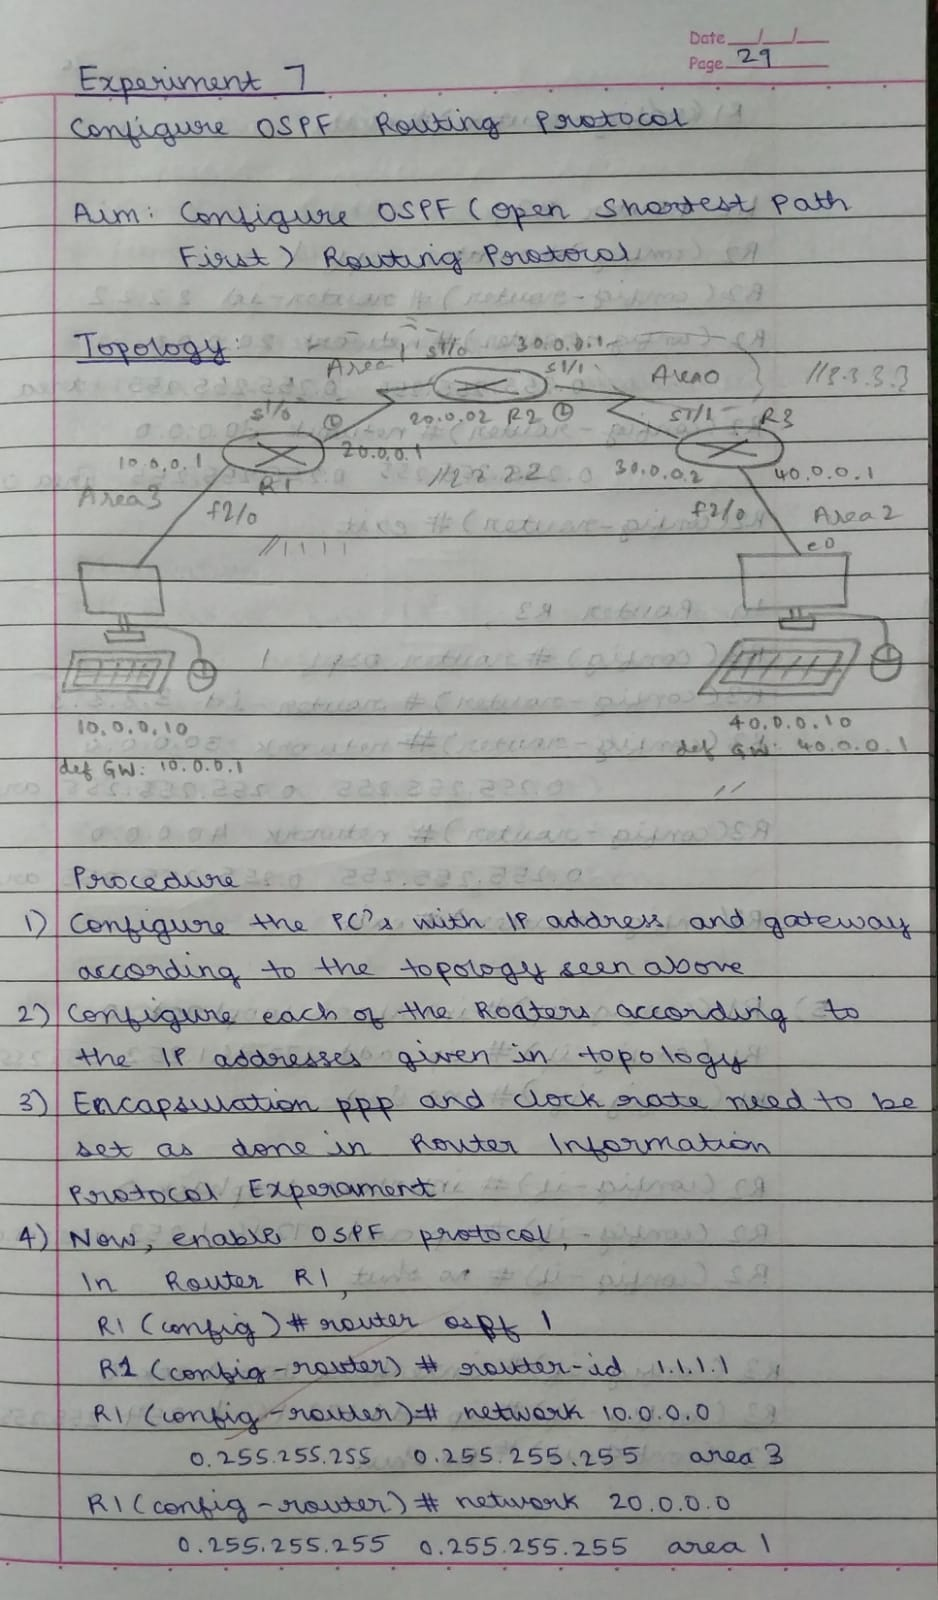 Date
Page 29
Experiment 7
Configure OSPF Routing Protocol
Aim: Configure OSPF (Open Shortest Path
First) Routing Protocol
Topology:
Area 1 s1/0 30.0.0.1
s1/1 Area 0 //3.3.3.3
s1/0 20.0.02 R2 s1/1 R3
10.0.0.1 R1 20.0.0.1 //2.2.2.2 30.0.0.2 40.0.0.1
Area 3 f2/0 f2/0 Area 2
//1 1 1 1 e0
10.0.0.10 40.0.0.10
def GW: 10.0.0.1 def GW: 40.0.0.1
//
Procedure
1) Configure the PC's with IP address and gateway
according to the topology seen above
2) Configure each of the Roaters according to
the IP addresses given in topology
3) Encapsulation ppp and clock rate need to be
set as done in Router Information
Protocol Experament
4) Now, enable OSPF protocol,
In Router R1,
R1 (config) # router ospf 1
R1 (config-router) # router-id 1.1.1.1
R1 (config-router) # network 10.0.0.0
0.255.255.255 0.255.255.255 area 3
R1 (config-router) # network 20.0.0.0
0.255.255.255 0.255.255.255 area 1